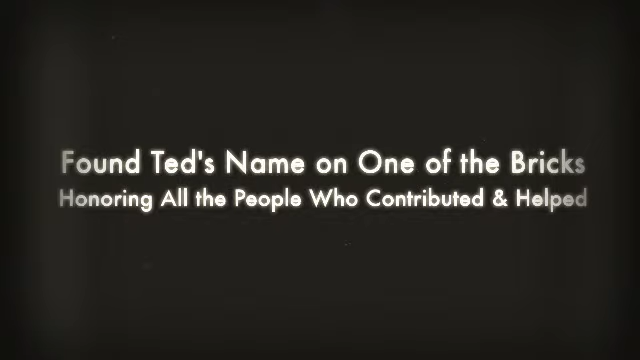 Found Ted's Name on One of the Bricks
Honoring All the People Who Contributed & Helped